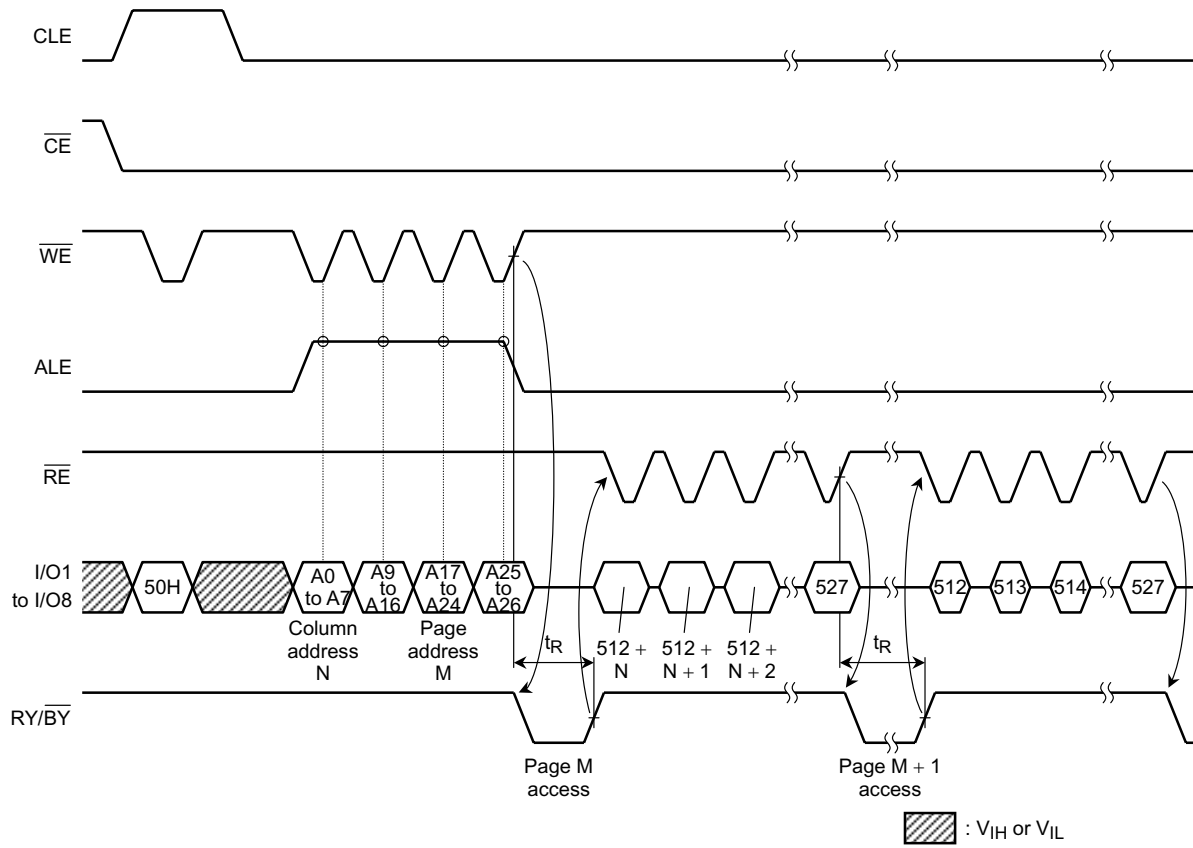 CLE
CE
WE
ALE
RE
I/O1
to I/O8
50H
A0
to A7
A9
to
A16
A17
to
A24
A25
to
A26
527
512
513
514
527
Column
address
N
Page
address
M
tR
512 +
N
512 +
N + 1
512 +
N + 2
tR
RY/BY
Page M
access
Page M + 1
access
: VIH or VIL